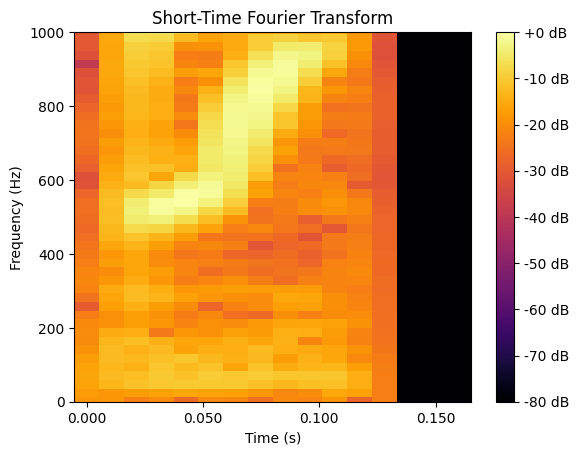 Short-Time Fourier Transform
1000
800
600
400
200
0
Frequency (Hz)
0.000
0.050
0.100
0.150
Time (s)
+0 dB
-10 dB
-20 dB
-30 dB
-40 dB
-50 dB
-60 dB
-70 dB
-80 dB